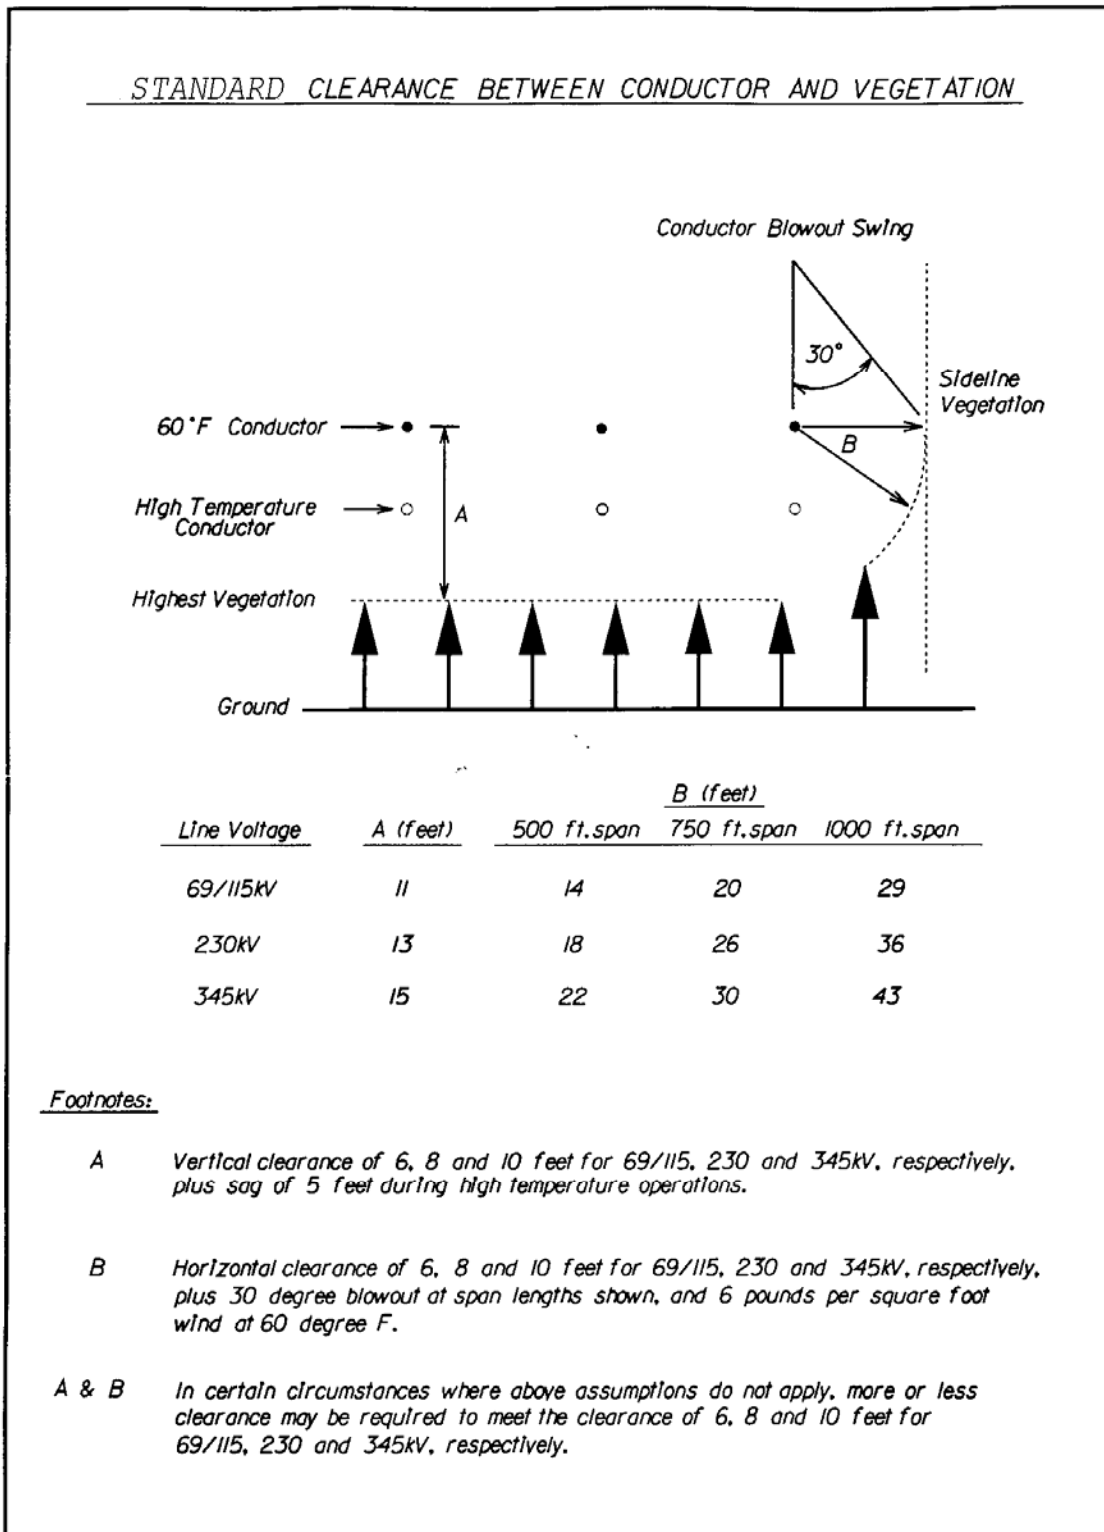 STANDARD CLEARANCE BETWEEN CONDUCTOR AND VEGETATION
Conductor Blowout Swing
30°
Sideline
Vegetation
60°F Conductor
B
High Temperature
Conductor
A
Highest Vegetation
Ground
B (feet)
Line Voltage A (feet) 500 ft.span 750 ft.span 1000 ft.span
69/115kV 11 14 20 29
230kV 13 18 26 36
345kV 15 22 30 43
Footnotes:
A Vertical clearance of 6, 8 and 10 feet for 69/115, 230 and 345kV, respectively,
plus sag of 5 feet during high temperature operations.
B Horizontal clearance of 6, 8 and 10 feet for 69/115, 230 and 345kV, respectively,
plus 30 degree blowout at span lengths shown, and 6 pounds per square foot
wind at 60 degree F.
A & B In certain circumstances where above assumptions do not apply, more or less
clearance may be required to meet the clearance of 6, 8 and 10 feet for
69/115, 230 and 345kV, respectively.